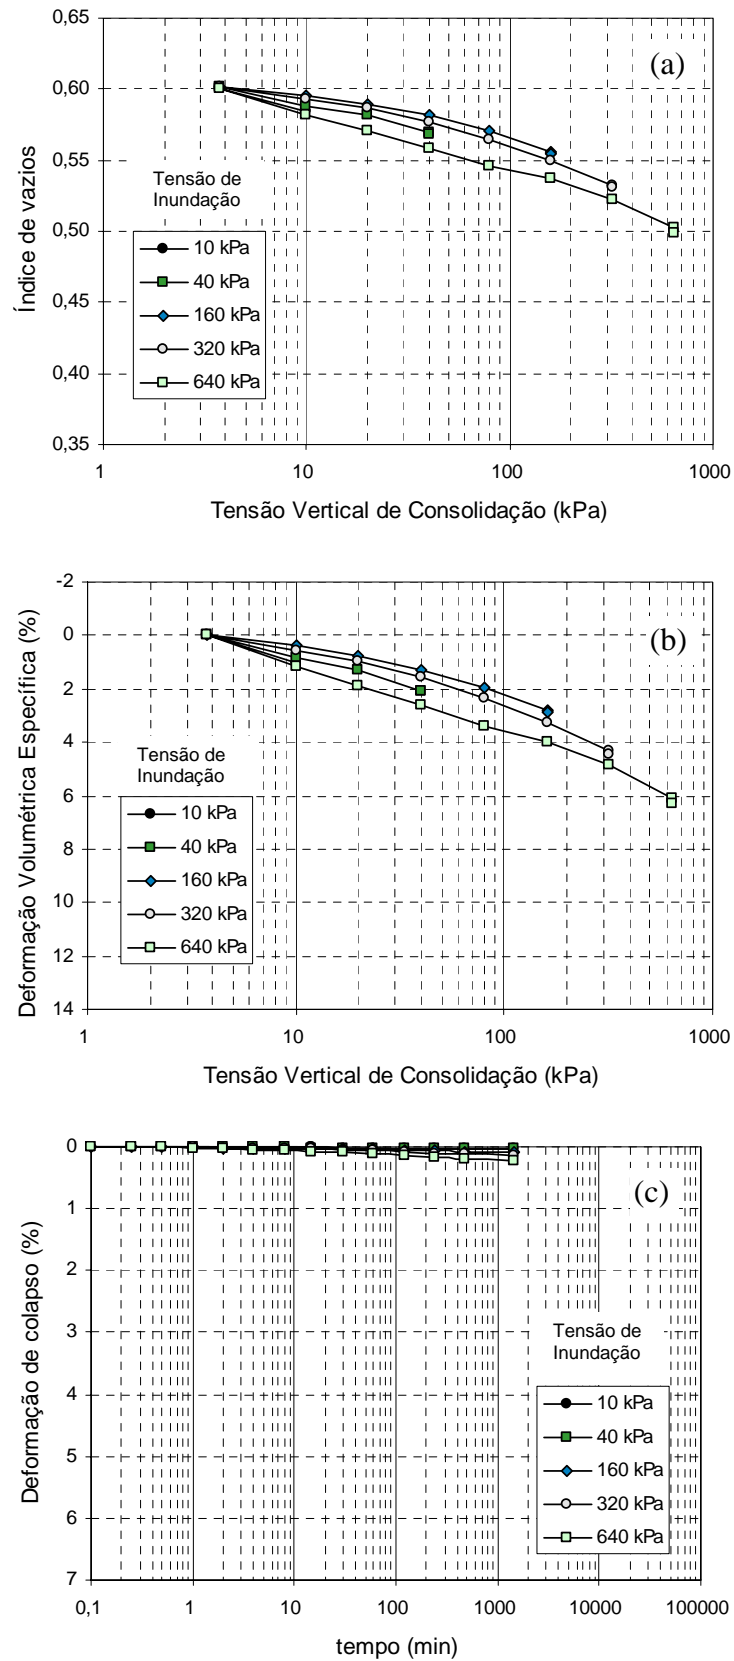 0,65
0,60
0,55
0,50
0,45
0,40
0,35
Índice de vazios
(a)
Tensão de
Inundação
10 kPa
40 kPa
160 kPa
320 kPa
640 kPa
1
10
100
1000
Tensão Vertical de Consolidação (kPa)
-2
0
2
4
6
8
10
12
14
Deformação Volumétrica Específica (%)
(b)
Tensão de
Inundação
10 kPa
40 kPa
160 kPa
320 kPa
640 kPa
1
10
100
1000
Tensão Vertical de Consolidação (kPa)
0
1
2
3
4
5
6
7
Deformação de colapso (%)
(c)
Tensão de
Inundação
10 kPa
40 kPa
160 kPa
320 kPa
640 kPa
0,1
1
10
100
1000
10000
100000
tempo (min)